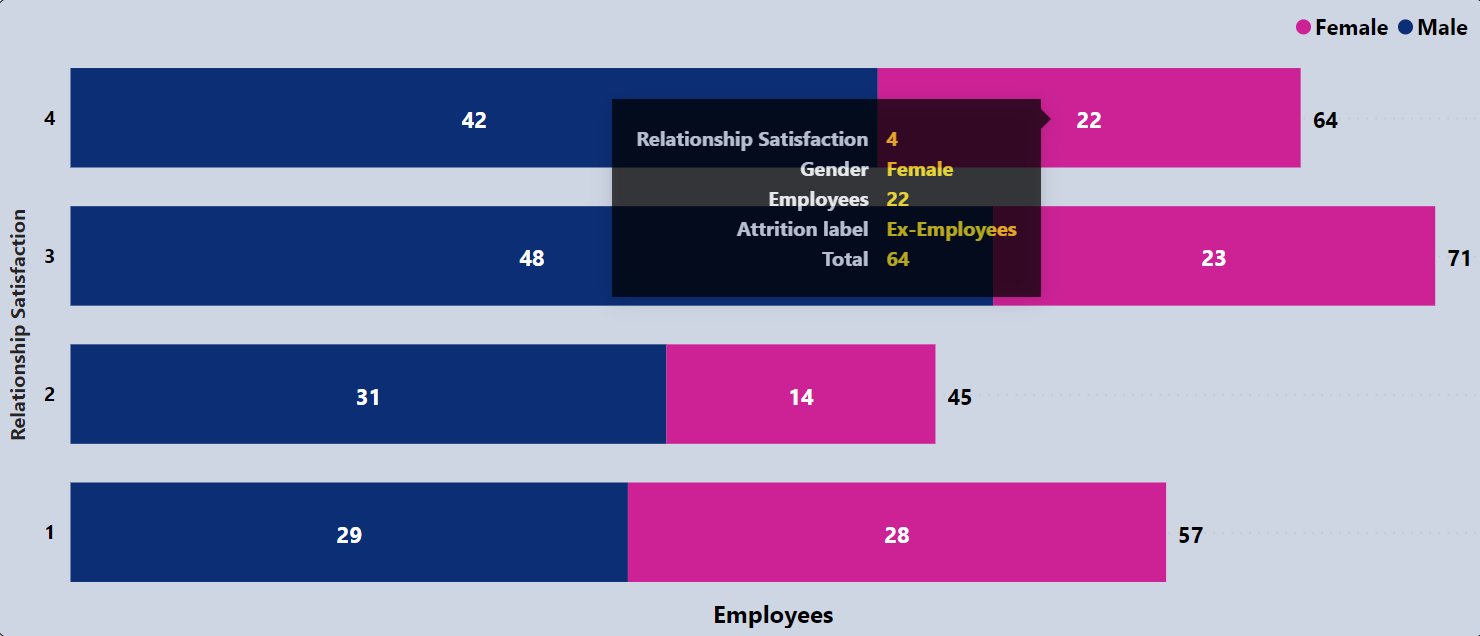 Female Male
4 42 22 64
Relationship Satisfaction 4
Gender Female
Employees 22
Attrition label Ex-Employees
Total 64
3 48 23 71
2 31 14 45
1 29 28 57
Relationship Satisfaction
Employees